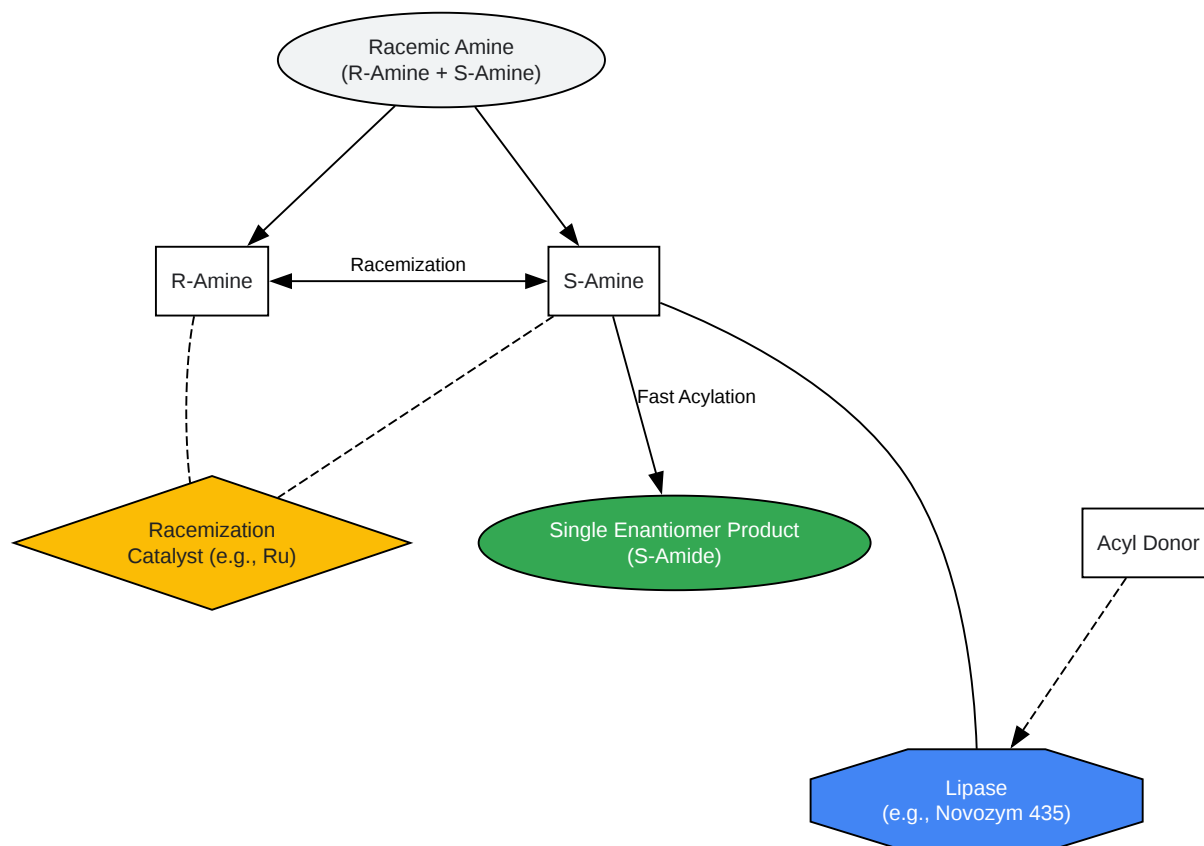 Racemic Amine
(R-Amine + S-Amine)
R-Amine
Racemization
S-Amine
Fast Acylation
Racemization
Catalyst (e.g., Ru)
Single Enantiomer Product
(S-Amide)
Acyl Donor
Lipase
(e.g., Novozym 435)